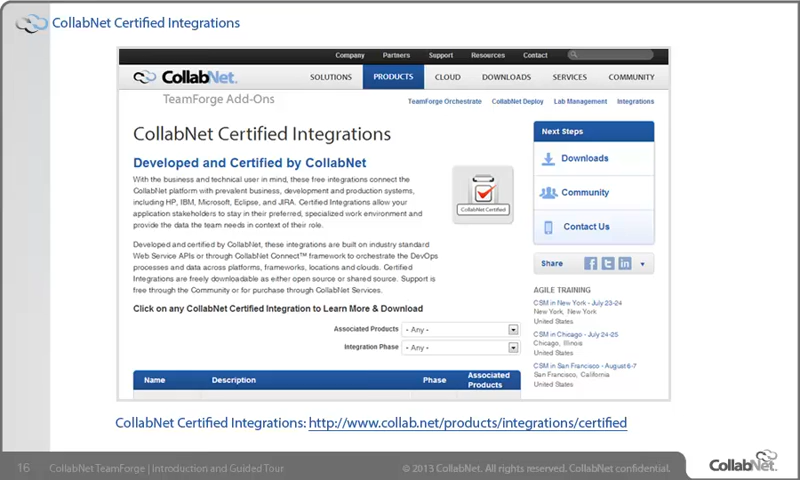 CollabNet Certified Integrations
Company Partners Support Resources Contact
CollabNet. SOLUTIONS PRODUCTS CLOUD DOWNLOADS SERVICES COMMUNITY
TeamForge Add-Ons
TeamForge Orchestrate CollabNet Deploy Lab Management Integrations
CollabNet Certified Integrations
Developed and Certified by CollabNet
With the business and technical user in mind, these free integrations connect the
CollabNet platform with prevalent business, development and production systems,
including HP, IBM, Microsoft, Eclipse, and JIRA. Certified Integrations allow your
application stakeholders to stay in their preferred, specialized work environment and
provide the data the team needs in context of their role.
CollabNet Certified
Developed and certified by CollabNet, these integrations are built on industry standard
Web Service APIs or through CollabNet Connect™ framework to orchestrate the DevOps
processes and data across platforms, frameworks, locations and clouds. Certified
Integrations are freely downloadable as either open source or shared source. Support is
free through the Community or for purchase through CollabNet Services.
Click on any CollabNet Certified Integration to Learn More & Download
Associated Products - Any -
Integration Phase - Any -
Name Description Phase Associated
Products
Next Steps
Downloads
Community
Contact Us
Share f t in
AGILE TRAINING
CSM in New York - July 23-24
New York, New York
United States
CSM in Chicago - July 24-25
Chicago, Illinois
United States
CSM in San Francisco - August 6-7
San Francisco, California
United States
CollabNet Certified Integrations: http://www.collab.net/products/integrations/certified
16 CollabNet TeamForge | Introduction and Guided Tour © 2013 CollabNet. All rights reserved. CollabNet confidential.
CollabNet.